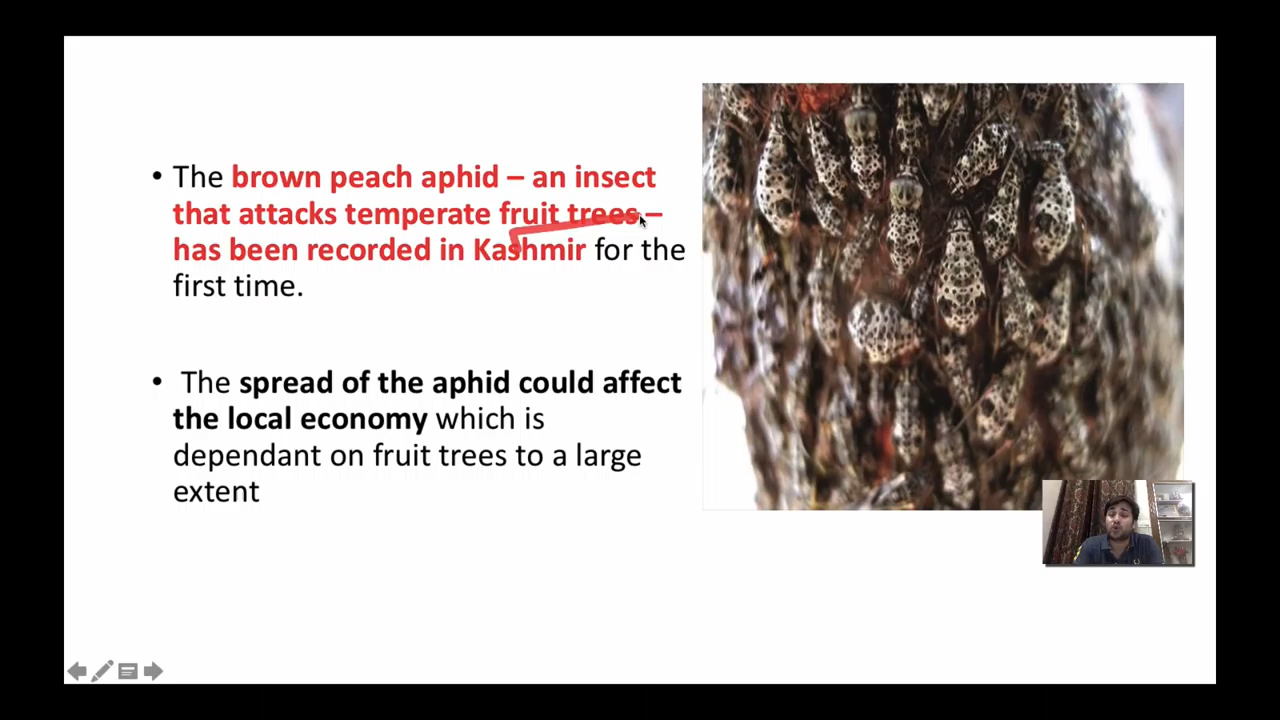 • The brown peach aphid – an insect
that attacks temperate fruit trees –
has been recorded in Kashmir for the
first time.
• The spread of the aphid could affect
the local economy which is
dependant on fruit trees to a large
extent